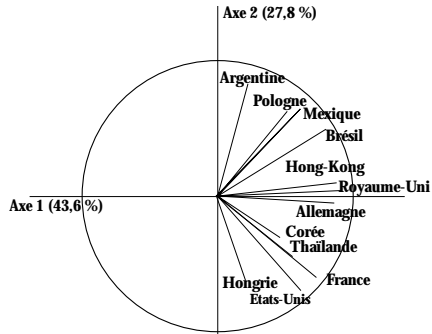 Axe 2 (27,8 %)
Argentine
Pologne
Mexique
Brésil
Hong-Kong
Royaume-Uni
Axe 1 (43,6 %)
Allemagne
Corée
Thaïlande
Hongrie
France
Etats-Unis